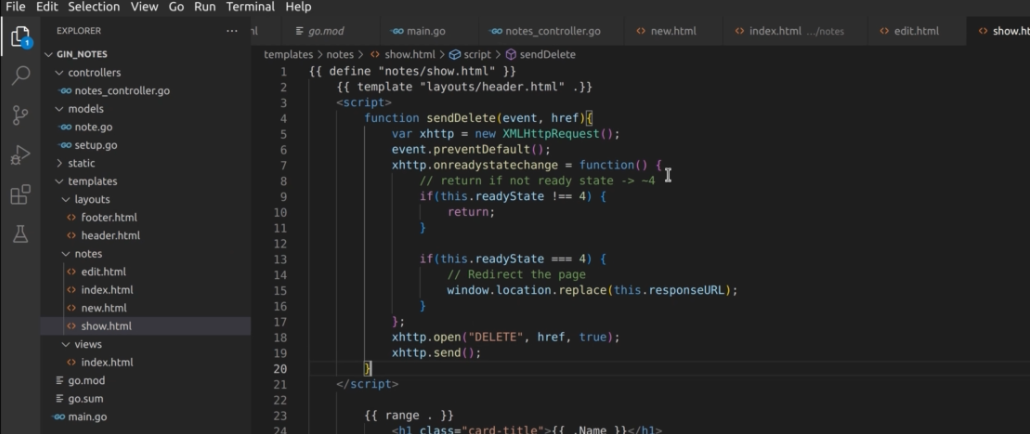 File Edit Selection View Go Run Terminal Help
EXPLORER ...
go.mod main.go notes_controller.go new.html index.html .../notes edit.html show.ht
templates > notes > show.html > script > sendDelete
1
GIN_NOTES
controllers
notes_controller.go
models
note.go
setup.go
static
templates
layouts
footer.html
header.html
notes
edit.html
index.html
new.html
show.html
views
index.html
go.mod
go.sum
main.go
1 {{ define "notes/show.html" }}
2 {{ template "layouts/header.html" .}}
3 <script>
4 function sendDelete(event, href){
5 var xhttp = new XMLHttpRequest();
6 event.preventDefault();
7 xhttp.onreadystatechange = function() {
8 // return if not ready state -> ~4
9 if(this.readyState !== 4) {
10 return;
11 }
12
13 if(this.readyState === 4) {
14 // Redirect the page
15 window.location.replace(this.responseURL);
16 }
17 };
18 xhttp.open("DELETE", href, true);
19 xhttp.send();
20 }
21 </script>
22
23 {{ range . }}
24 <h1 class="card-title">{{ .Name }}</h1>